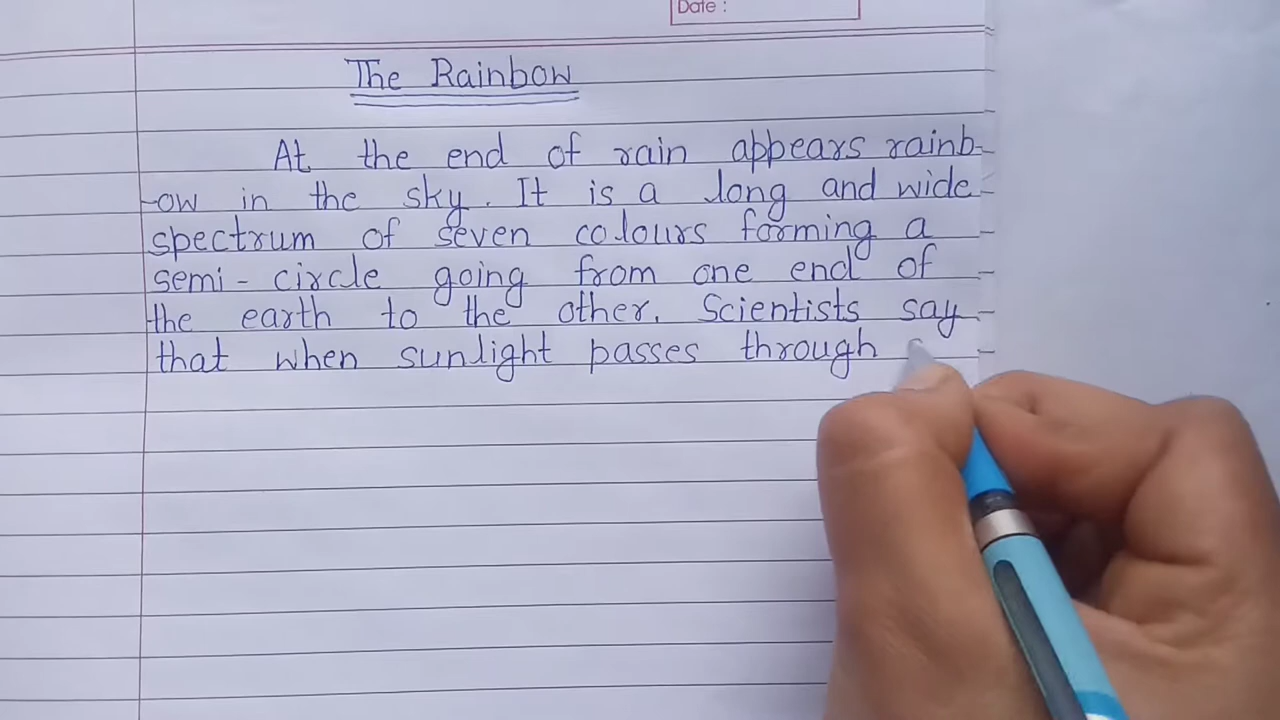 Date :
The Rainbow
At the end of rain appears rainb-
-ow in the sky. It is a long and wide
spectrum of seven colours forming a
semi-circle going from one end of
the earth to the other. Scientists say
that when sunlight passes through